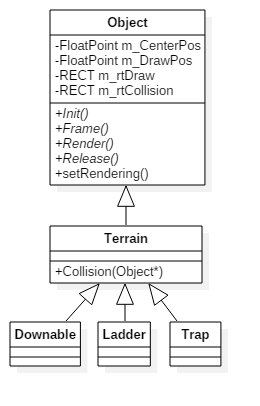 Object
-FloatPoint m_CenterPos
-FloatPoint m_DrawPos
-RECT m_rtDraw
-RECT m_rtCollision
+Init()
+Frame()
+Render()
+Release()
+setRendering()
Terrain
+Collision(Object*)
Downable
Ladder
Trap